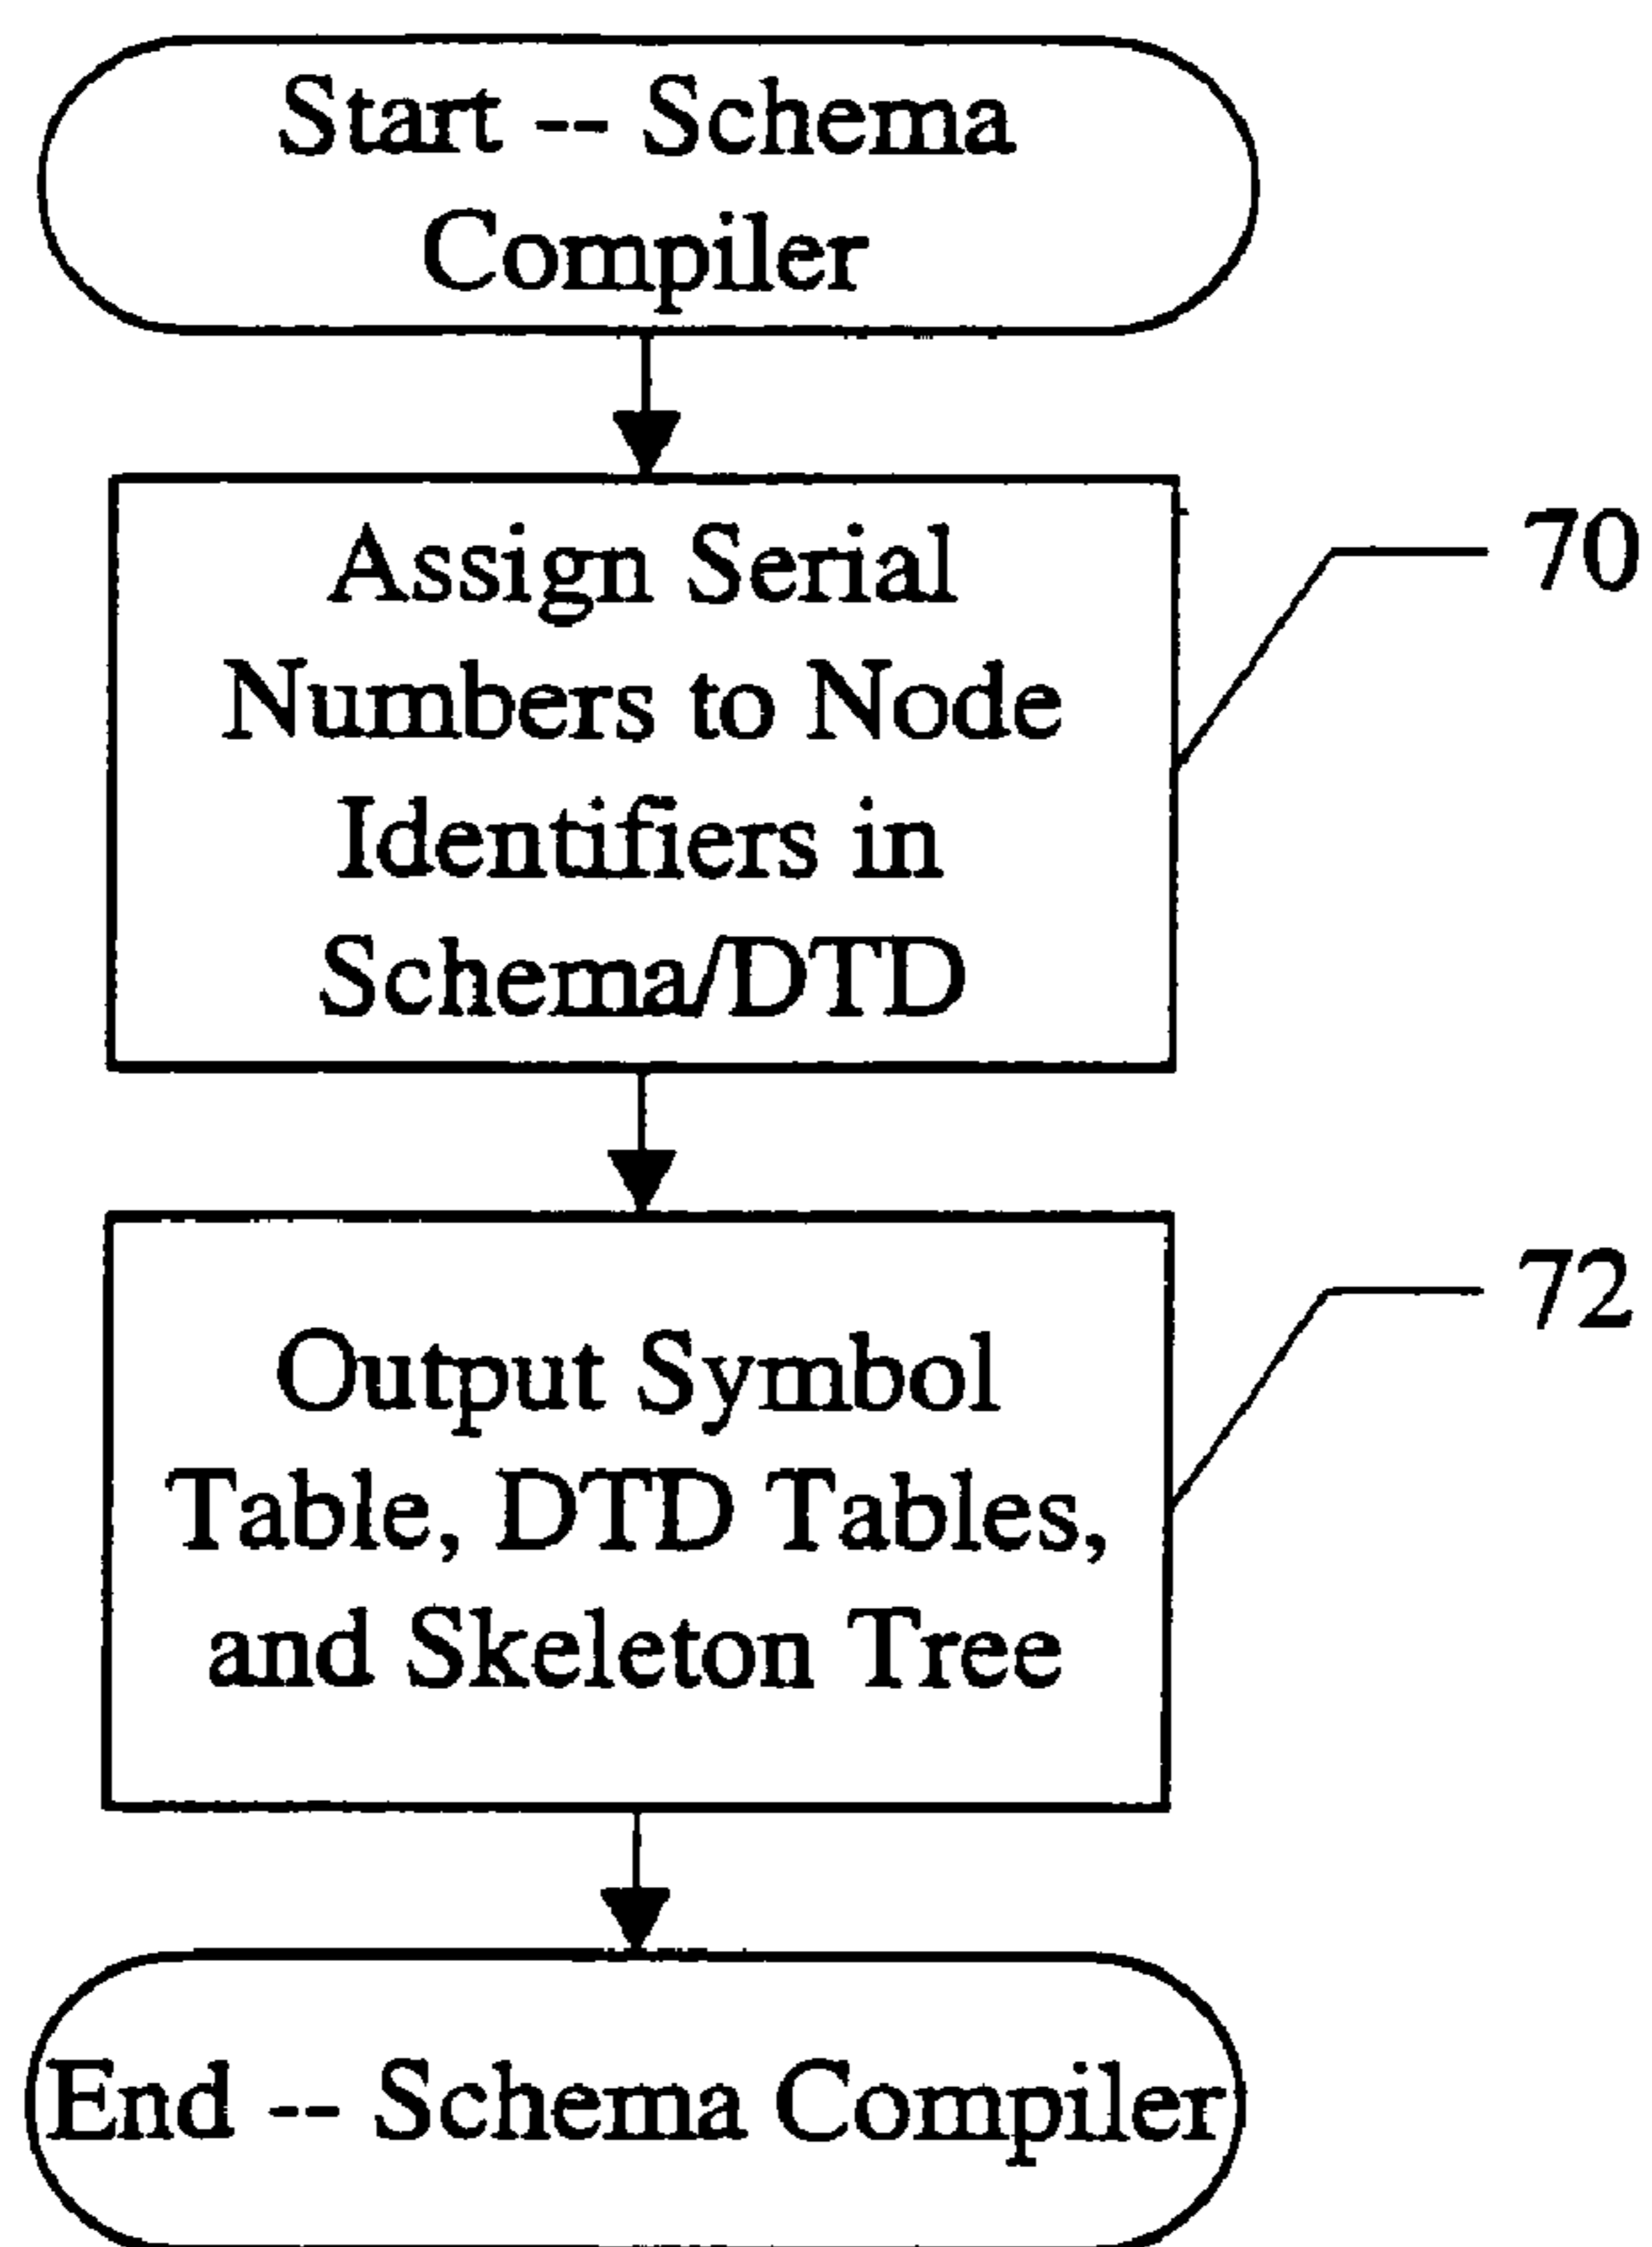 Start -- Schema
Compiler
Assign Serial
Numbers to Node
Identifiers in
Schema/DTD
70
Output Symbol
Table, DTD Tables,
and Skeleton Tree
72
End -- Schema Compiler